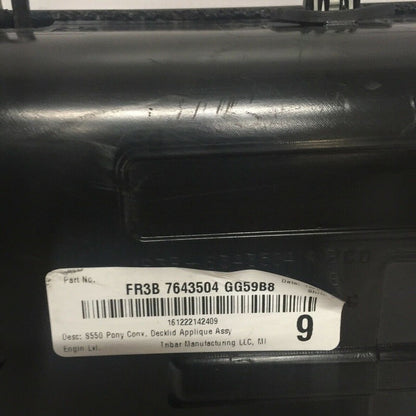 Part No.
FR3B 7643504 GG59B8
161222142409
9
Desc: S550 Pony Conv, Decklid Applique Assy
Engin Lvl. Tribar Manufacturing LLC, MI